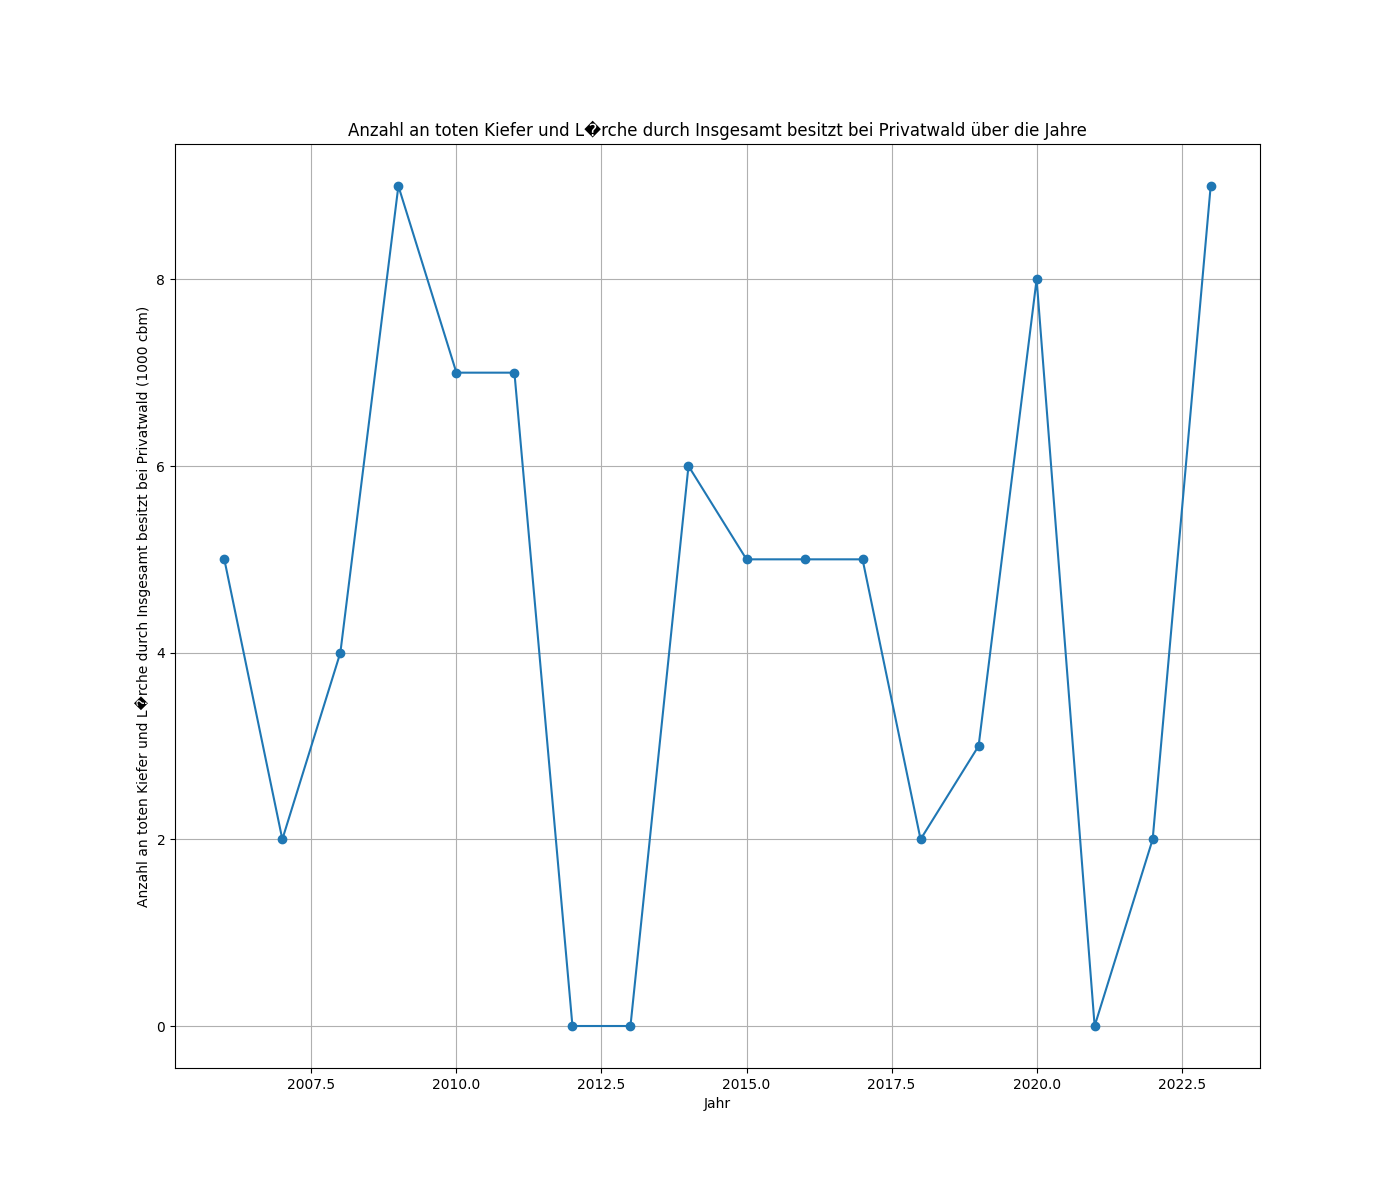 Anzahl an toten Kiefer und L�rche durch Insgesamt besitzt bei Privatwald über die Jahre
Anzahl an toten Kiefer und L�rche durch Insgesamt besitzt bei Privatwald (1000 cbm)
8
6
4
2
0
2007.5 2010.0 2012.5 2015.0 2017.5 2020.0 2022.5
Jahr